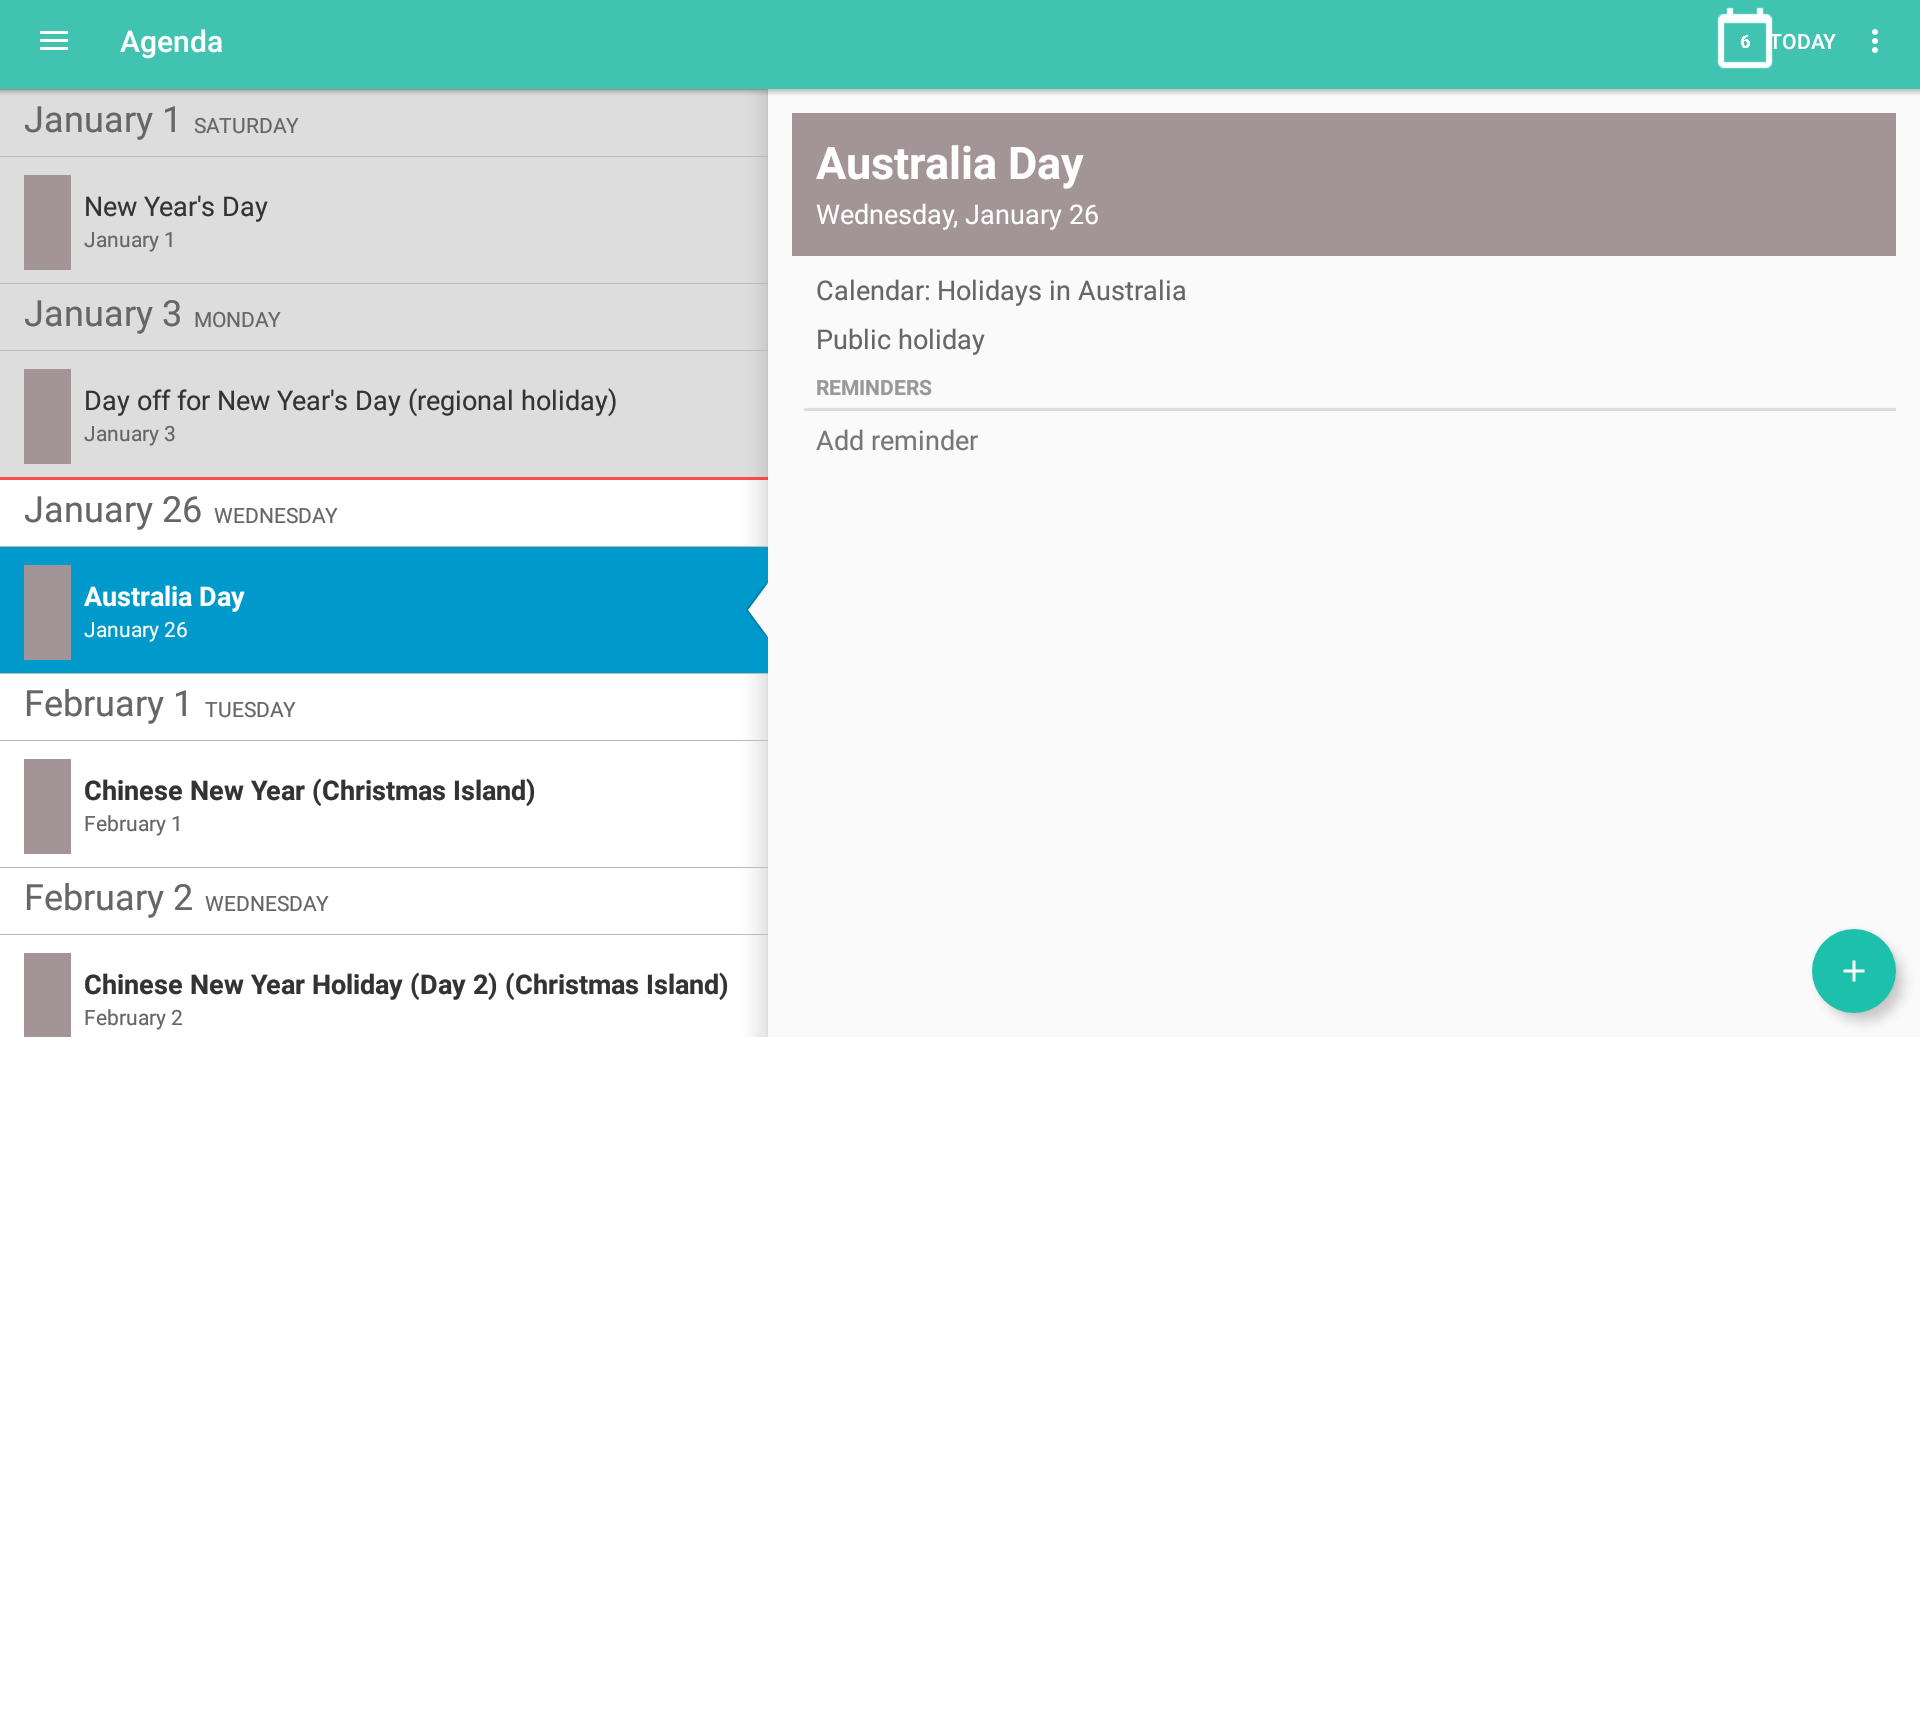 Agenda
6 TODAY
January 1 SATURDAY
New Year's Day
January 1
January 3 MONDAY
Day off for New Year's Day (regional holiday)
January 3
January 26 WEDNESDAY
Australia Day
January 26
February 1 TUESDAY
Chinese New Year (Christmas Island)
February 1
February 2 WEDNESDAY
Chinese New Year Holiday (Day 2) (Christmas Island)
February 2
Australia Day
Wednesday, January 26
Calendar: Holidays in Australia
Public holiday
REMINDERS
Add reminder